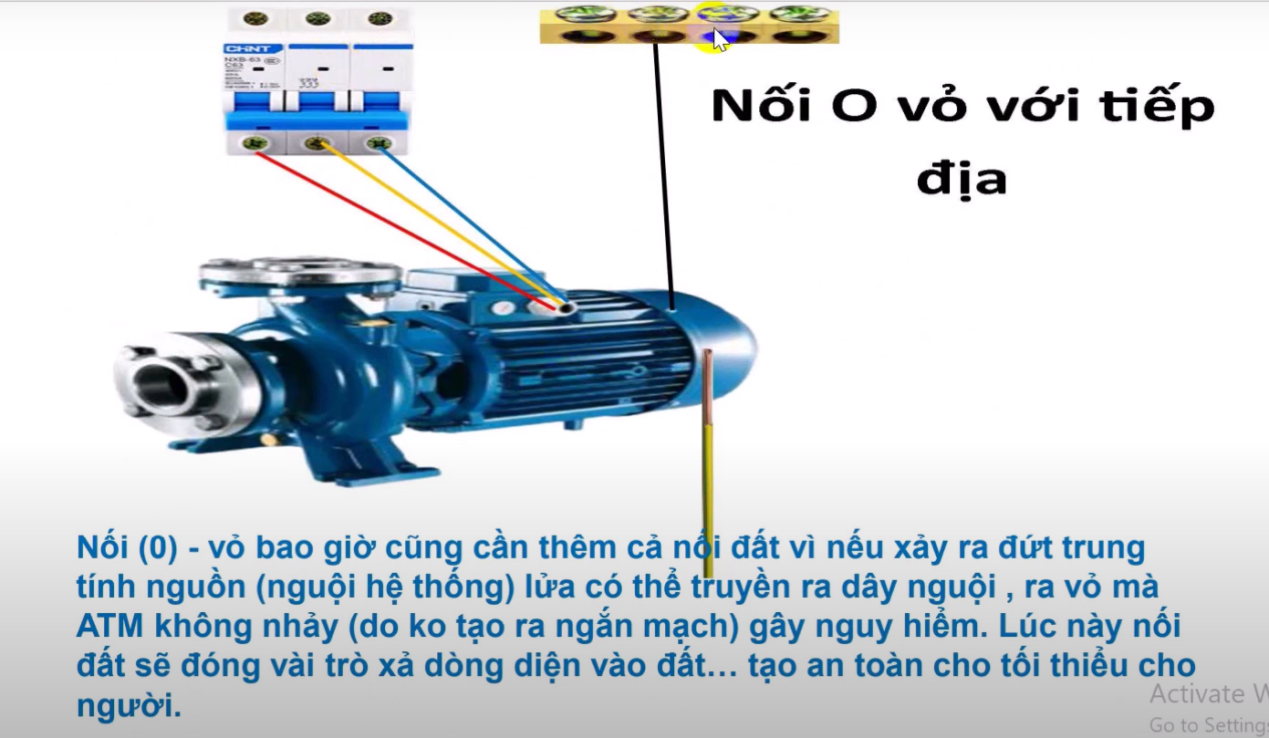 CHNT
NXB-63
C63
Nối O vỏ với tiếp
địa
Nối (0) - vỏ bao giờ cũng cần thêm cả nối đất vì nếu xảy ra đứt trung
tính nguồn (nguội hệ thống) lửa có thể truyền ra dây nguội , ra vỏ mà
ATM không nhảy (do ko tạo ra ngắn mạch) gây nguy hiểm. Lúc này nối
đất sẽ đóng vài trò xả dòng diện vào đất... tạo an toàn cho tối thiểu cho
người.
Activate W
Go to Settings